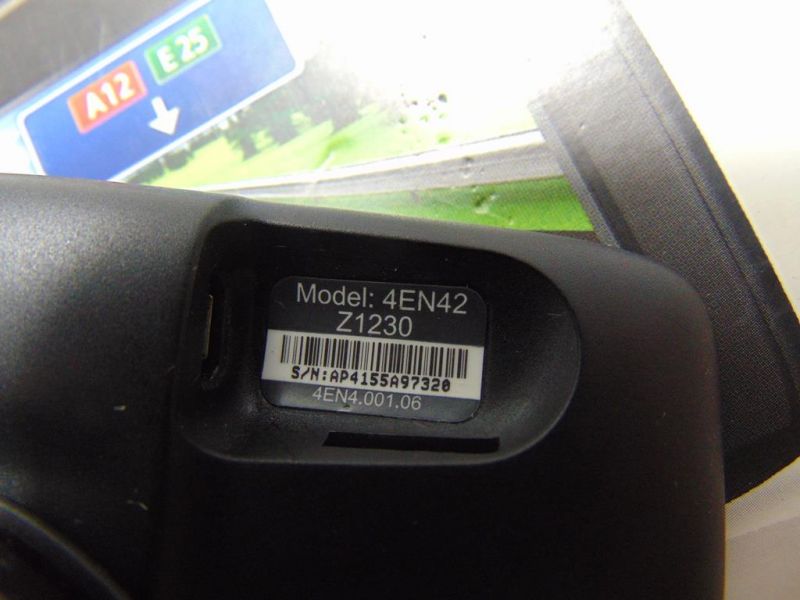 A12 E 25
Model: 4EN42
Z1230
S/N:AP4155A97320
4EN4.001.06